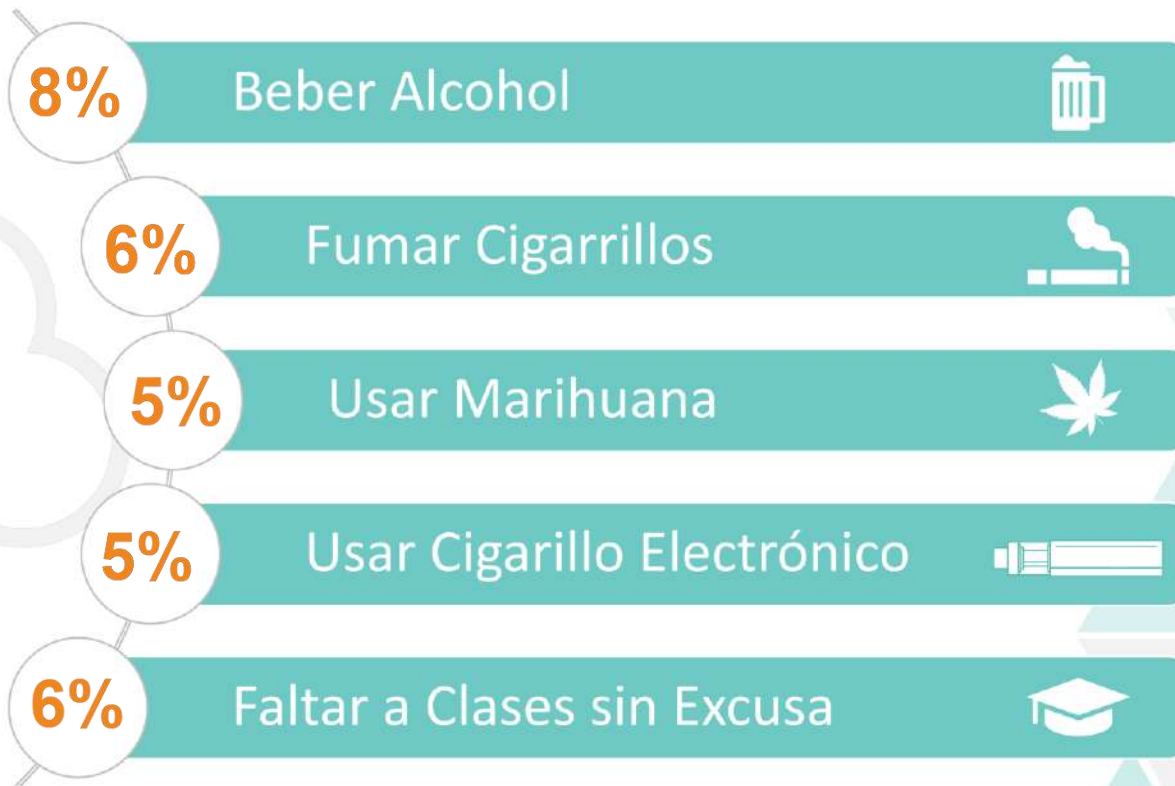 8% Beber Alcohol
6% Fumar Cigarrillos
5% Usar Marihuana
5% Usar Cigarillo Electrónico
6% Faltar a Clases sin Excusa